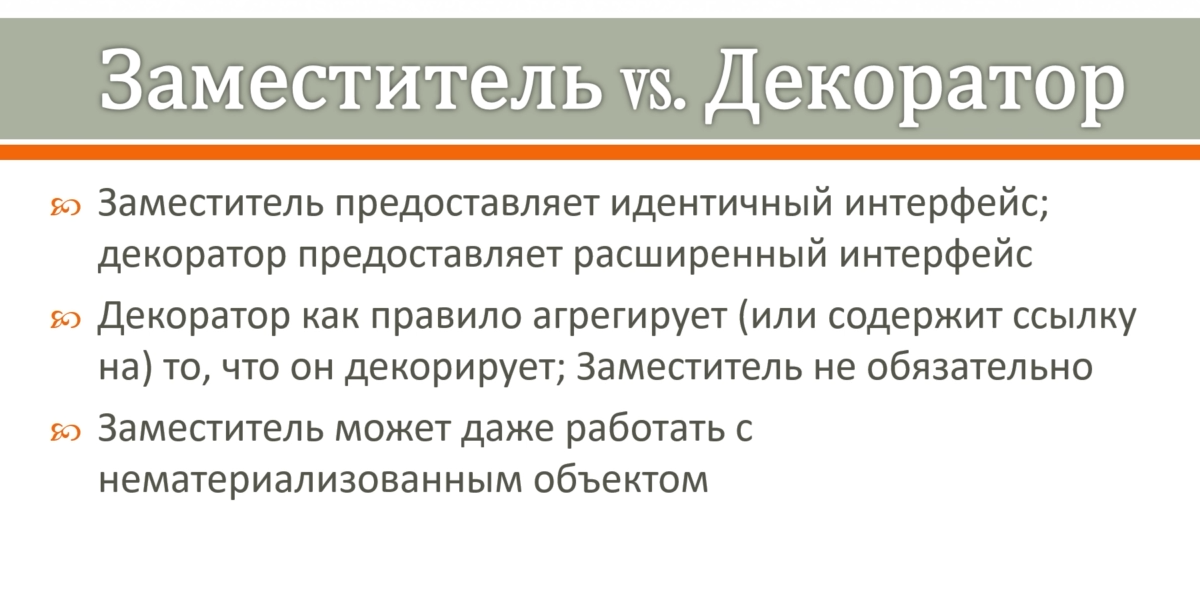 Заместитель vs. Декоратор
Заместитель предоставляет идентичный интерфейс;
декоратор предоставляет расширенный интерфейс
Декоратор как правило агрегирует (или содержит ссылку
на) то, что он декорирует; Заместитель не обязательно
Заместитель может даже работать с
нематериализованным объектом